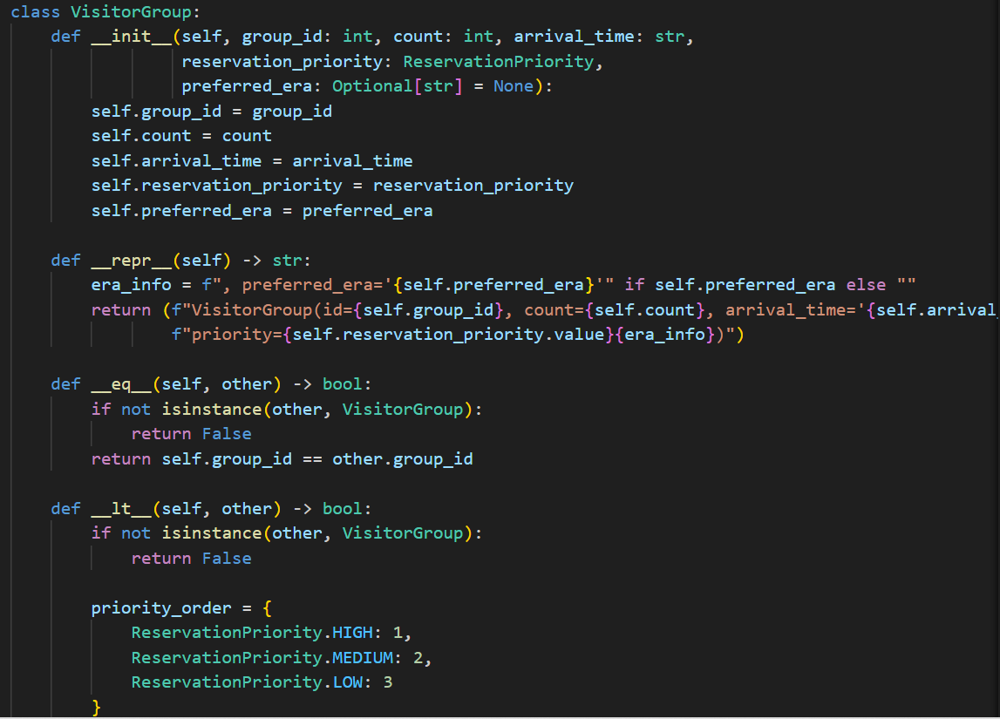 class VisitorGroup:
    def __init__(self, group_id: int, count: int, arrival_time: str,
                 reservation_priority: ReservationPriority,
                 preferred_era: Optional[str] = None):
        self.group_id = group_id
        self.count = count
        self.arrival_time = arrival_time
        self.reservation_priority = reservation_priority
        self.preferred_era = preferred_era

    def __repr__(self) -> str:
        era_info = f", preferred_era='{self.preferred_era}'" if self.preferred_era else ""
        return (f"VisitorGroup(id={self.group_id}, count={self.count}, arrival_time='{self.arrival
                f"priority={self.reservation_priority.value}{era_info})")

    def __eq__(self, other) -> bool:
        if not isinstance(other, VisitorGroup):
            return False
        return self.group_id == other.group_id

    def __lt__(self, other) -> bool:
        if not isinstance(other, VisitorGroup):
            return False

        priority_order = {
            ReservationPriority.HIGH: 1,
            ReservationPriority.MEDIUM: 2,
            ReservationPriority.LOW: 3
        }